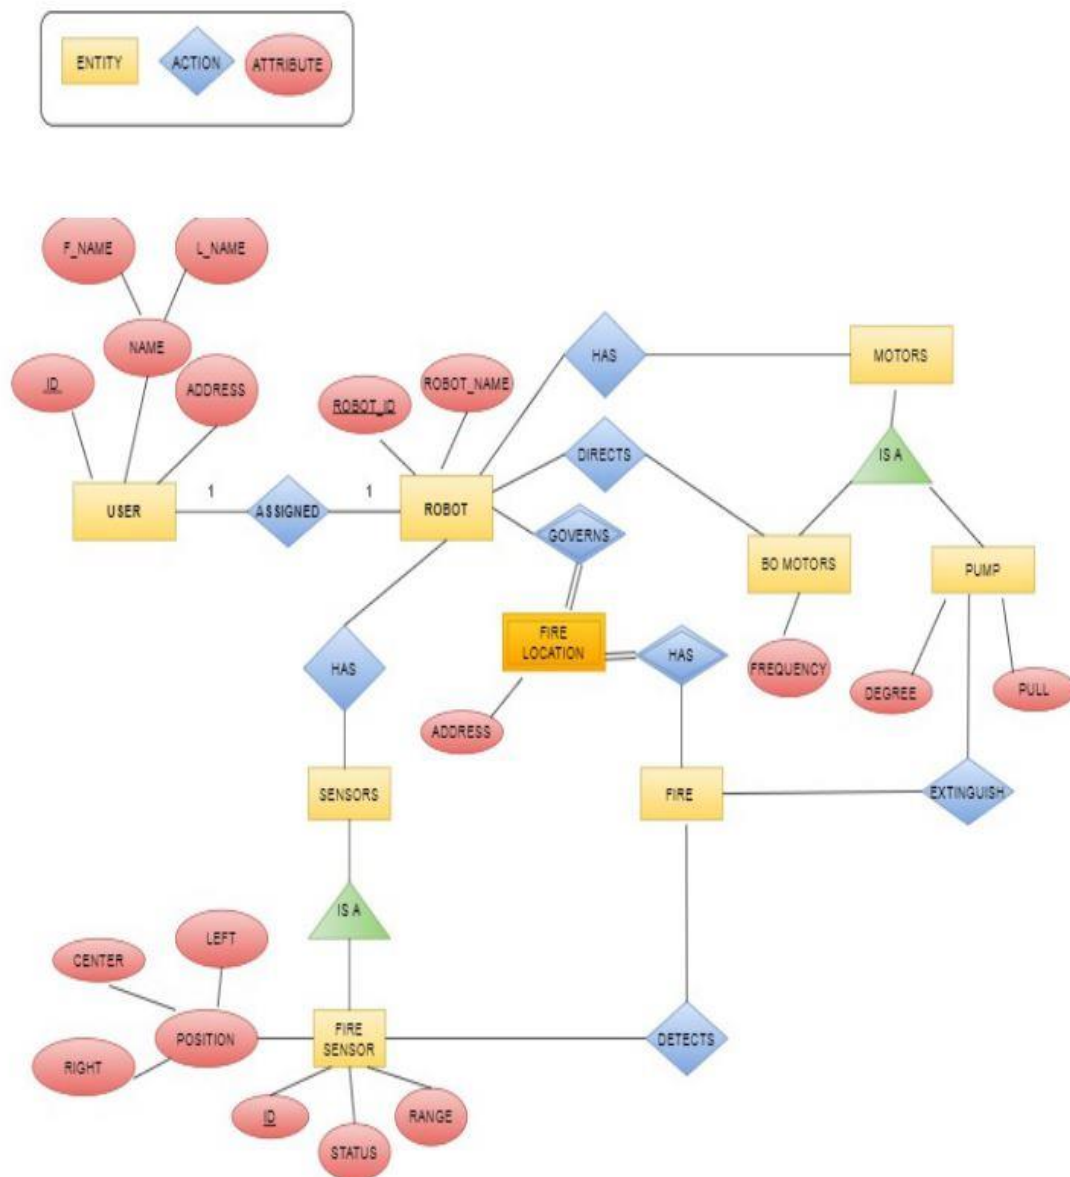 ENTITY
ACTION
ATTRIBUTE
F_NAME
L_NAME
NAME
ID
ADDRESS
ROBOT_ID
ROBOT_NAME
HAS
MOTORS
DIRECTS
IS A
USER
1
ASSIGNED
1
ROBOT
GOVERNS
BO MOTORS
PUMP
FIRE
LOCATION
HAS
HAS
FREQUENCY
DEGREE
PULL
ADDRESS
SENSORS
FIRE
EXTINGUISH
IS A
LEFT
CENTER
POSITION
FIRE
SENSOR
DETECTS
RIGHT
ID
RANGE
STATUS